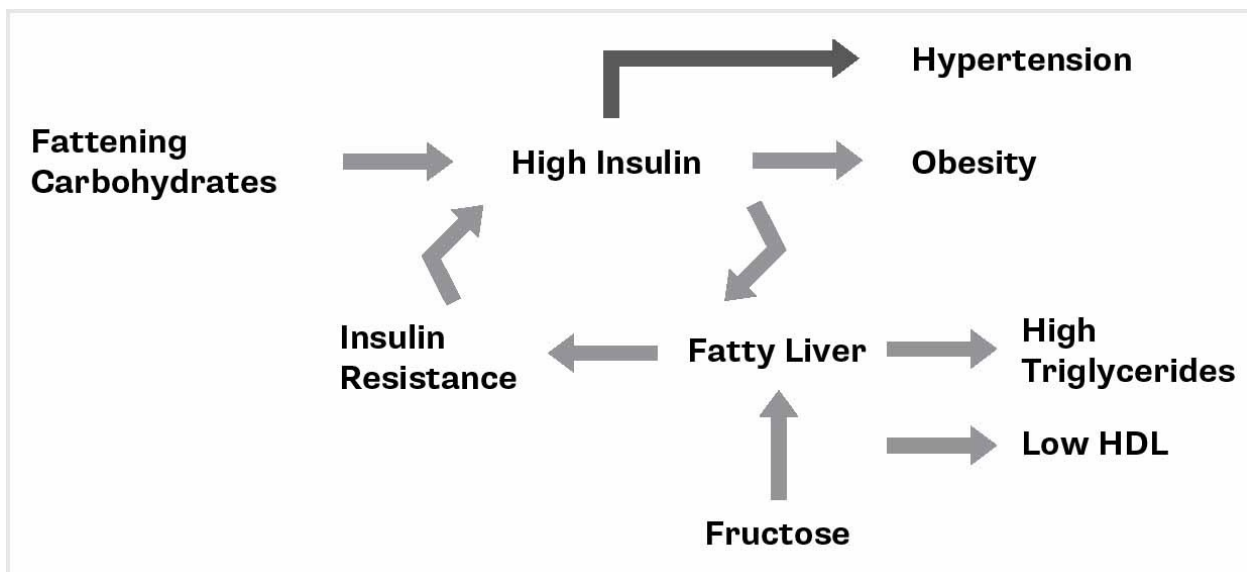 Hypertension
Fattening
Carbohydrates
High Insulin
Obesity
Insulin
Resistance
Fatty Liver
High
Triglycerides
Low HDL
Fructose